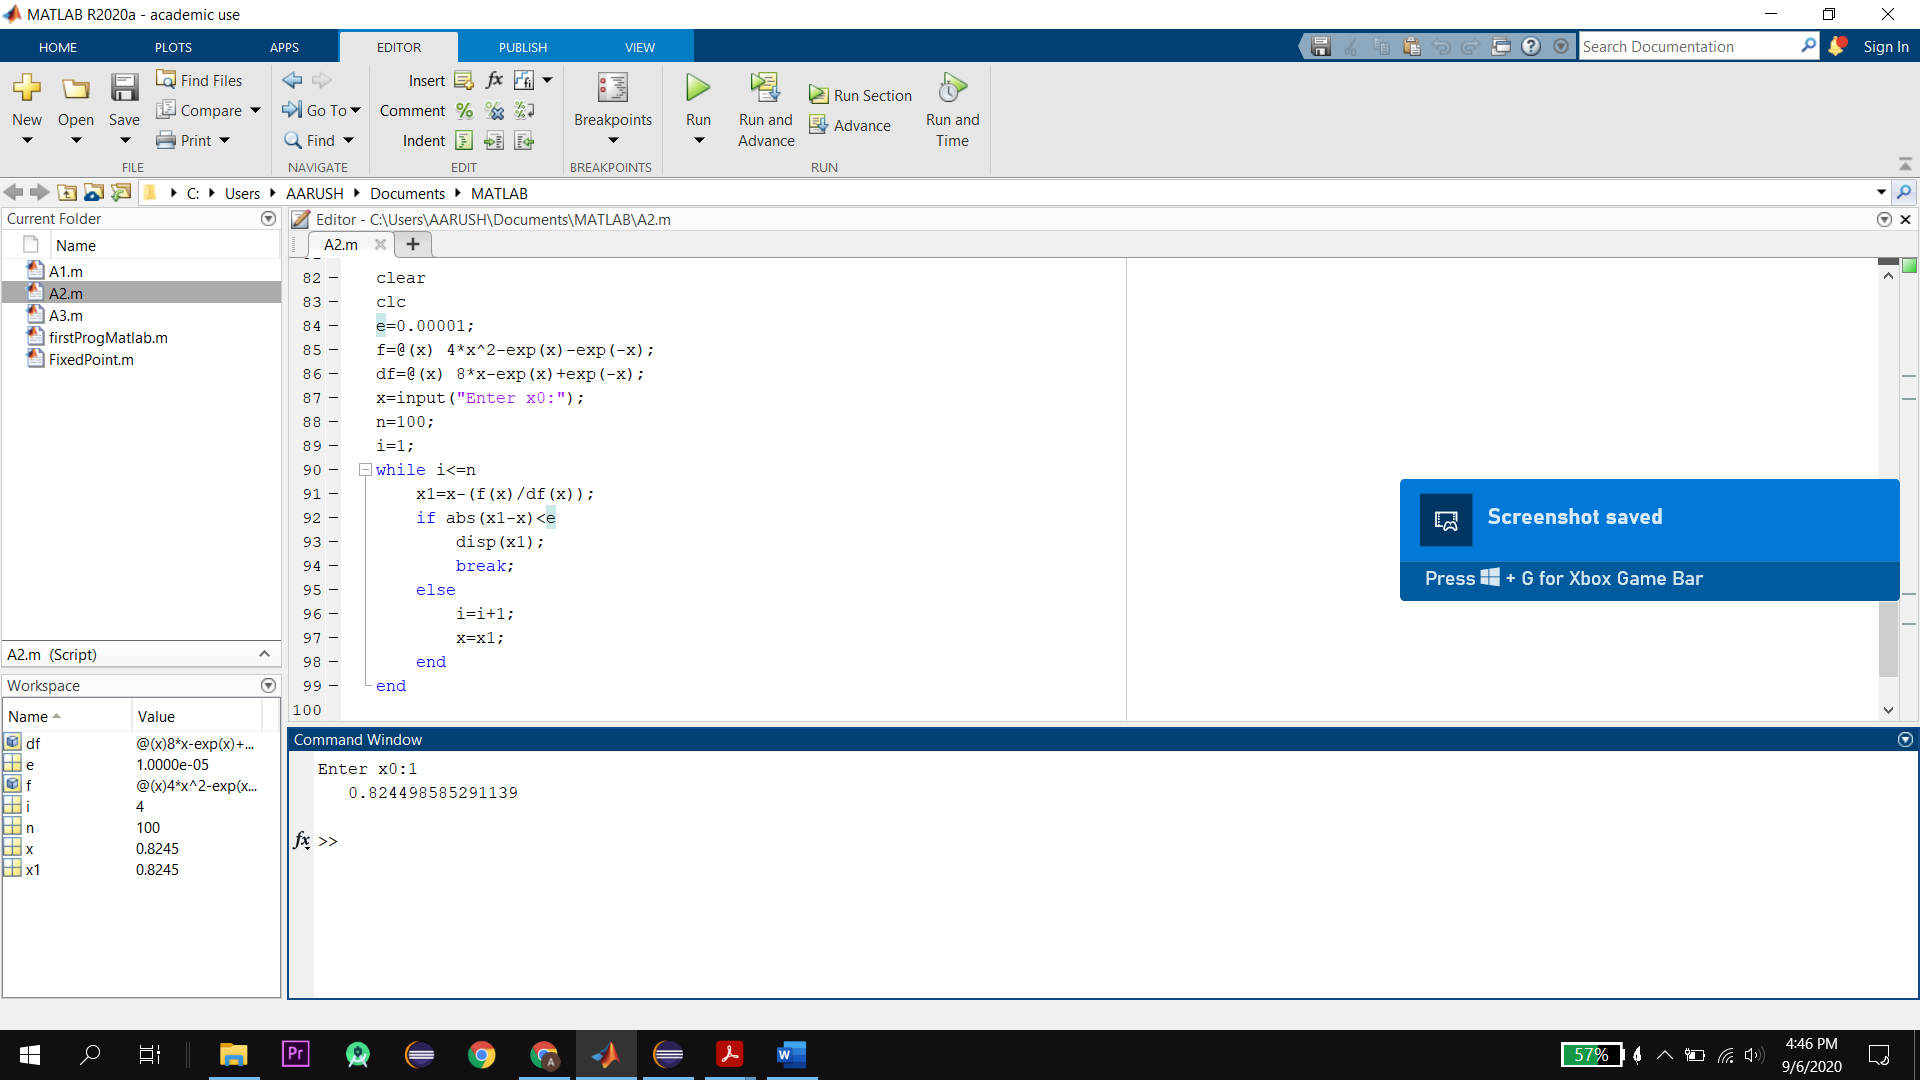 MATLAB R2020a - academic use
HOME PLOTS APPS EDITOR PUBLISH VIEW
Search Documentation
Sign In
New
Open
Save
Find Files
Compare
Print
FILE
Go To
Find
NAVIGATE
Insert
Comment
Indent
EDIT
Breakpoints
BREAKPOINTS
Run
Run and
Advance
Run Section
Advance
Run and
Time
RUN
C: Users AARUSH Documents MATLAB
Current Folder
Name
A1.m
A2.m
A3.m
firstProgMatlab.m
FixedPoint.m
A2.m (Script)
Workspace
Name Value
df @(x)8*x-exp(x)+...
e 1.0000e-05
f @(x)4*x^2-exp(x...
i 4
n 100
x 0.8245
x1 0.8245
Editor - C:\Users\AARUSH\Documents\MATLAB\A2.m
A2.m
82 - clear
83 - clc
84 - e=0.00001;
85 - f=@(x) 4*x^2-exp(x)-exp(-x);
86 - df=@(x) 8*x-exp(x)+exp(-x);
87 - x=input("Enter x0:");
88 - n=100;
89 - i=1;
90 - while i<=n
91 - x1=x-(f(x)/df(x));
92 - if abs(x1-x)<e
93 - disp(x1);
94 - break;
95 - else
96 - i=i+1;
97 - x=x1;
98 - end
99 - end
100
Screenshot saved
Press + G for Xbox Game Bar
Command Window
Enter x0:1
0.824498585291139
fx >>
Pr
A
W
57%
4:46 PM
9/6/2020